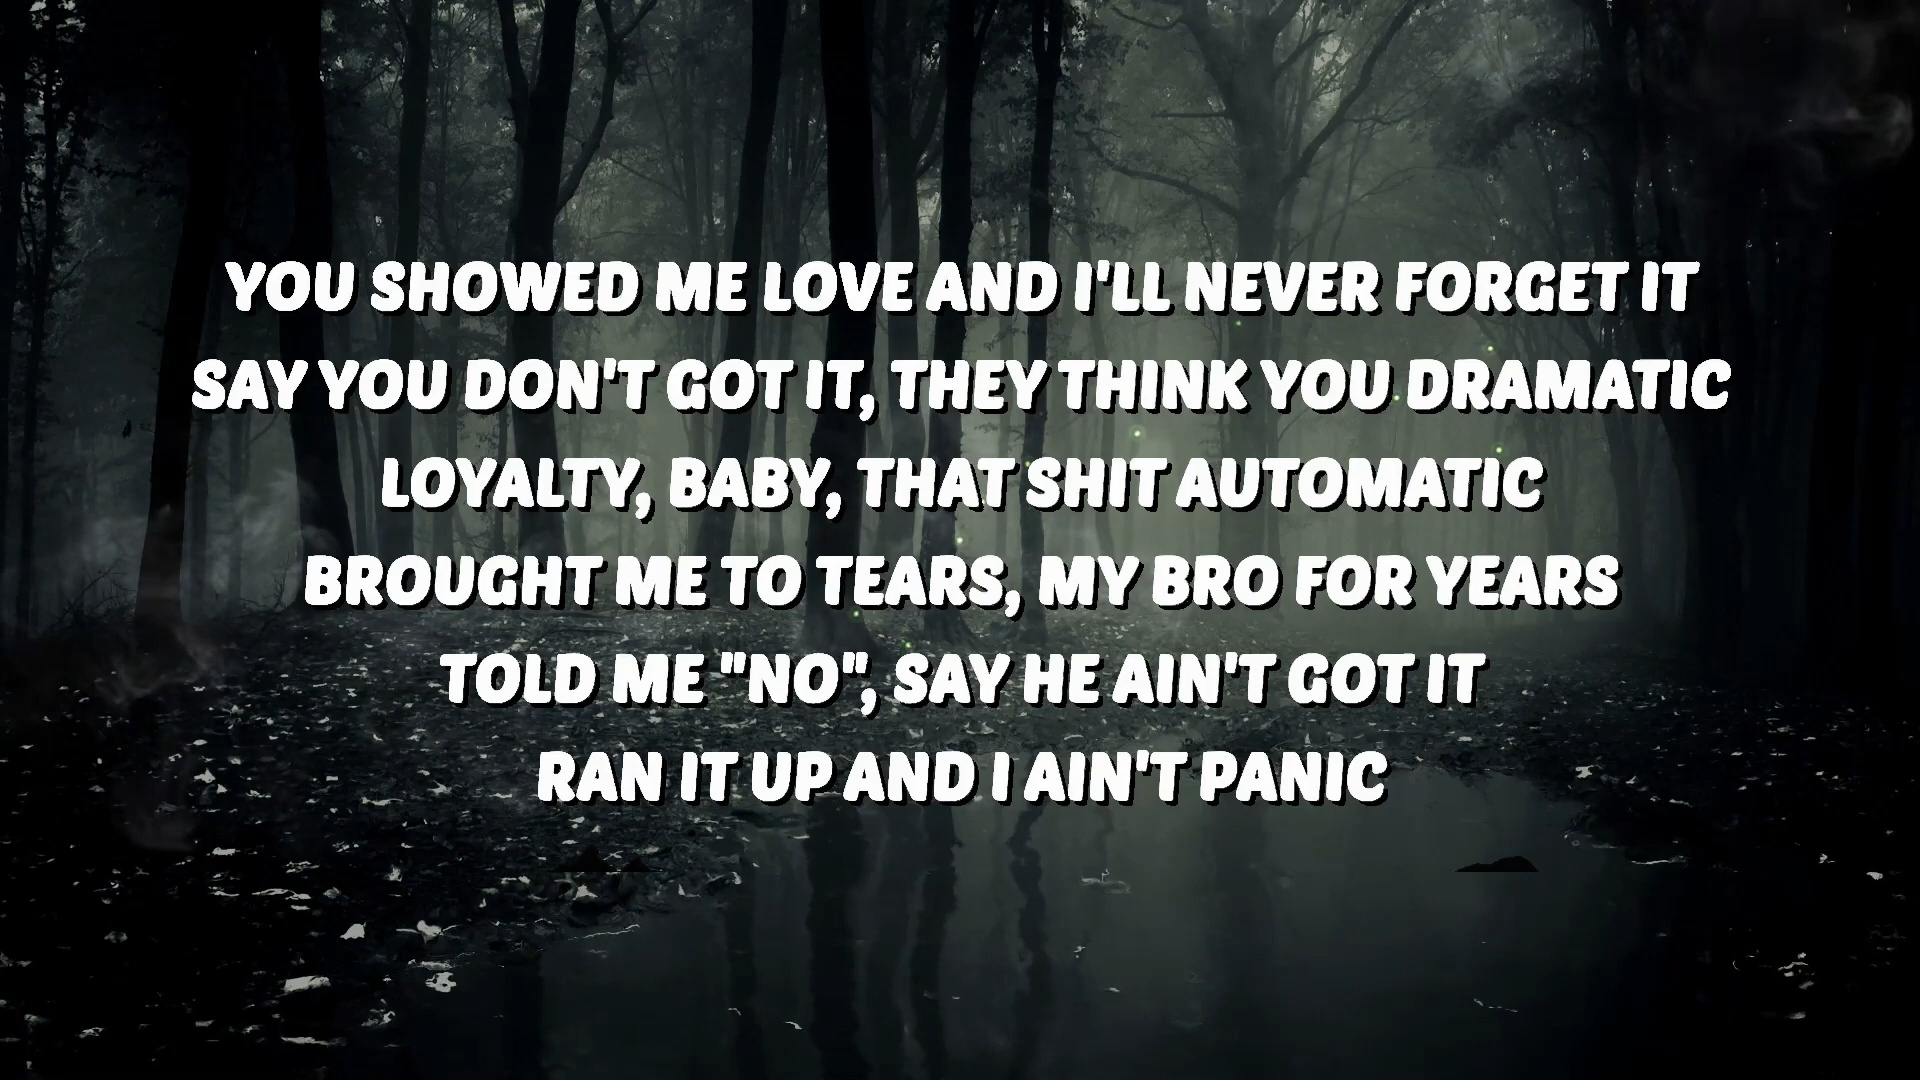 YOU SHOWED ME LOVE AND I'LL NEVER FORGET IT
SAY YOU DON'T GOT IT, THEY THINK YOU DRAMATIC
LOYALTY, BABY, THAT SHIT AUTOMATIC
BROUGHT ME TO TEARS, MY BRO FOR YEARS
TOLD ME "NO", SAY HE AIN'T GOT IT
RAN IT UP AND I AIN'T PANIC